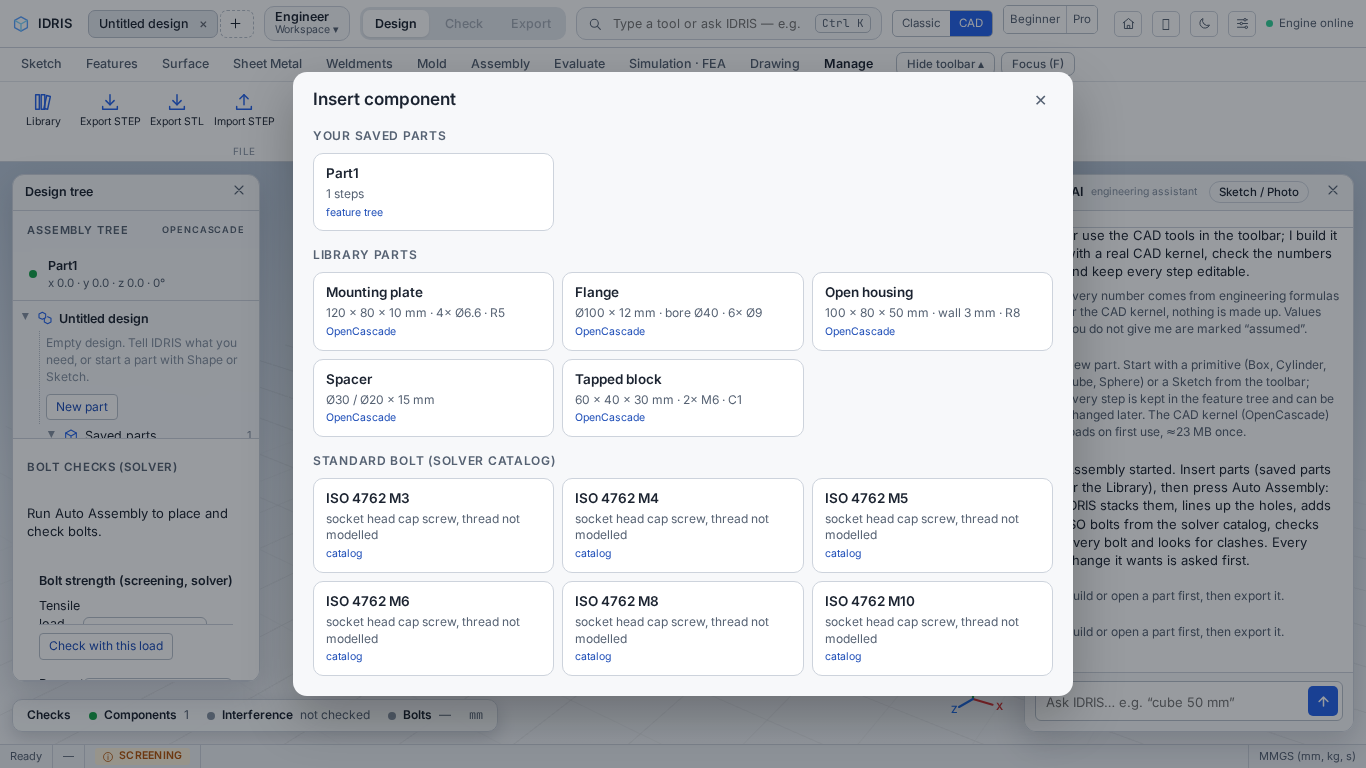 IDRIS
Untitled design ×
+
Engineer
Workspace ▾
Design
Check
Export
Type a tool or ask IDRIS — e.g.
Ctrl K
Classic
CAD
Beginner
Pro
Engine online
Sketch
Features
Surface
Sheet Metal
Weldments
Mold
Assembly
Evaluate
Simulation · FEA
Drawing
Manage
Hide toolbar ▴
Focus (F)
Library
Export STEP
Export STL
Import STEP
FILE
Design tree
ASSEMBLY TREE
OPENCASCADE
Part1
x 0.0 · y 0.0 · z 0.0 · 0°
Untitled design
Empty design. Tell IDRIS what you
need, or start a part with Shape or
Sketch.
New part
Saved parts 1
BOLT CHECKS (SOLVER)
Run Auto Assembly to place and
check bolts.
Bolt strength (screening, solver)
Tensile
load
Check with this load
Insert component
YOUR SAVED PARTS
Part1
1 steps
feature tree
LIBRARY PARTS
Mounting plate
120 × 80 × 10 mm · 4× Ø6.6 · R5
OpenCascade
Flange
Ø100 × 12 mm · bore Ø40 · 6× Ø9
OpenCascade
Open housing
100 × 80 × 50 mm · wall 3 mm · R8
OpenCascade
Spacer
Ø30 / Ø20 × 15 mm
OpenCascade
Tapped block
60 × 40 × 30 mm · 2× M6 · C1
OpenCascade
STANDARD BOLT (SOLVER CATALOG)
ISO 4762 M3
socket head cap screw, thread not
modelled
catalog
ISO 4762 M4
socket head cap screw, thread not
modelled
catalog
ISO 4762 M5
socket head cap screw, thread not
modelled
catalog
ISO 4762 M6
socket head cap screw, thread not
modelled
catalog
ISO 4762 M8
socket head cap screw, thread not
modelled
catalog
ISO 4762 M10
socket head cap screw, thread not
modelled
catalog
AI engineering assistant
Sketch / Photo
r use the CAD tools in the toolbar; I build it
with a real CAD kernel, check the numbers
nd keep every step editable.
very number comes from engineering formulas
r the CAD kernel, nothing is made up. Values
ou do not give me are marked “assumed”.
ew part. Start with a primitive (Box, Cylinder,
ube, Sphere) or a Sketch from the toolbar;
very step is kept in the feature tree and can be
hanged later. The CAD kernel (OpenCascade)
oads on first use, ≈23 MB once.
ssembly started. Insert parts (saved parts
r the Library), then press Auto Assembly:
DRIS stacks them, lines up the holes, adds
SO bolts from the solver catalog, checks
very bolt and looks for clashes. Every
hange it wants is asked first.
uild or open a part first, then export it.
uild or open a part first, then export it.
Ask IDRIS... e.g. “cube 50 mm”
Z
X
Checks
Components 1
Interference not checked
Bolts —
mm
Ready
—
SCREENING
MMGS (mm, kg, s)